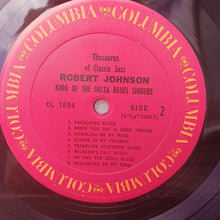 COLUMBIA
COLUMBIA
COLUMBIA
Thesaurus
of Classic Jazz
ROBERT JOHNSON
KING OF THE DELTA BLUES SINGERS
CL 1654
SIDE 2
1 PREACHING BLUES
2 WHEN YOU GOT A GOOD FRIEND
3 RAMBLING ON MY MIND
4 STONES IN MY PASSWAY
5 TRAVELING RIVERSIDE BLUES
6 MILKCOW'S CALF BLUES
7 ME AND THE DEVIL BLUES
8 HELLHOUND ON MY TRAIL